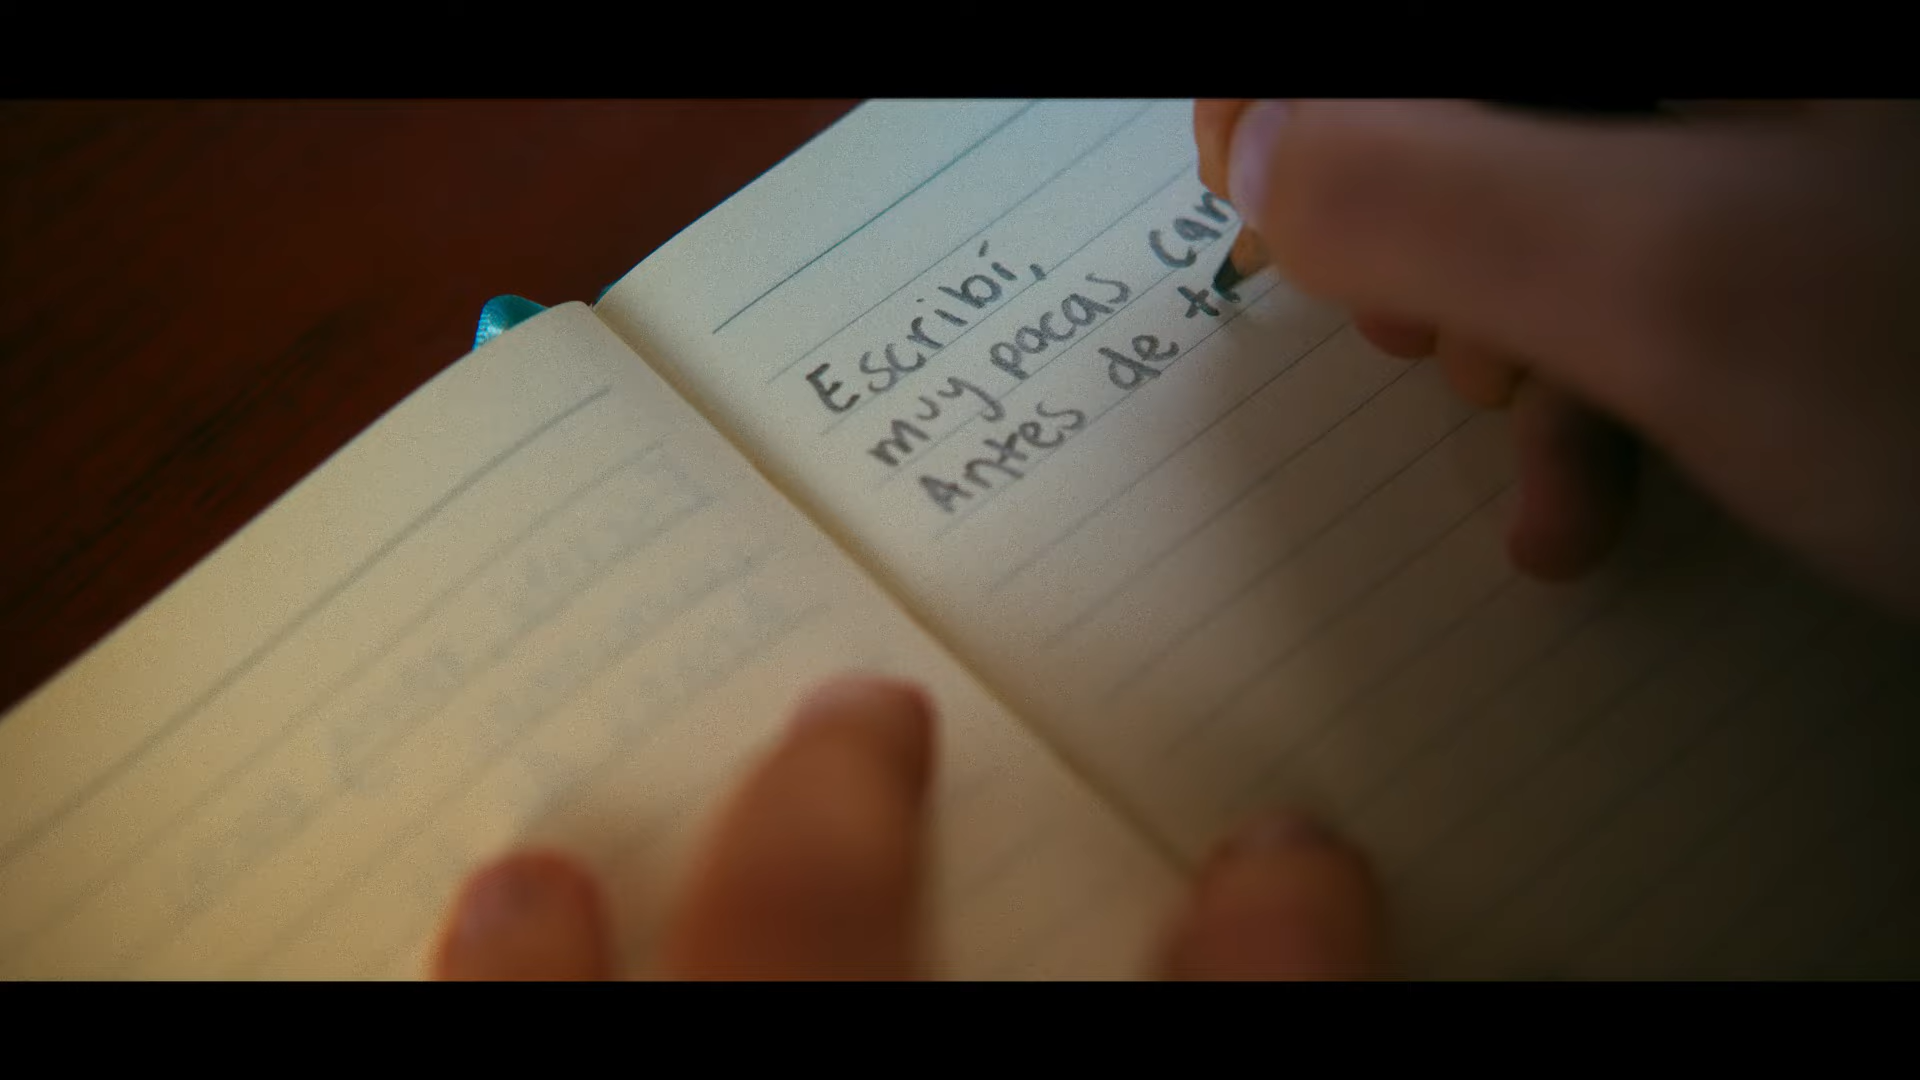 Escribí,
muy pocas
Antes de